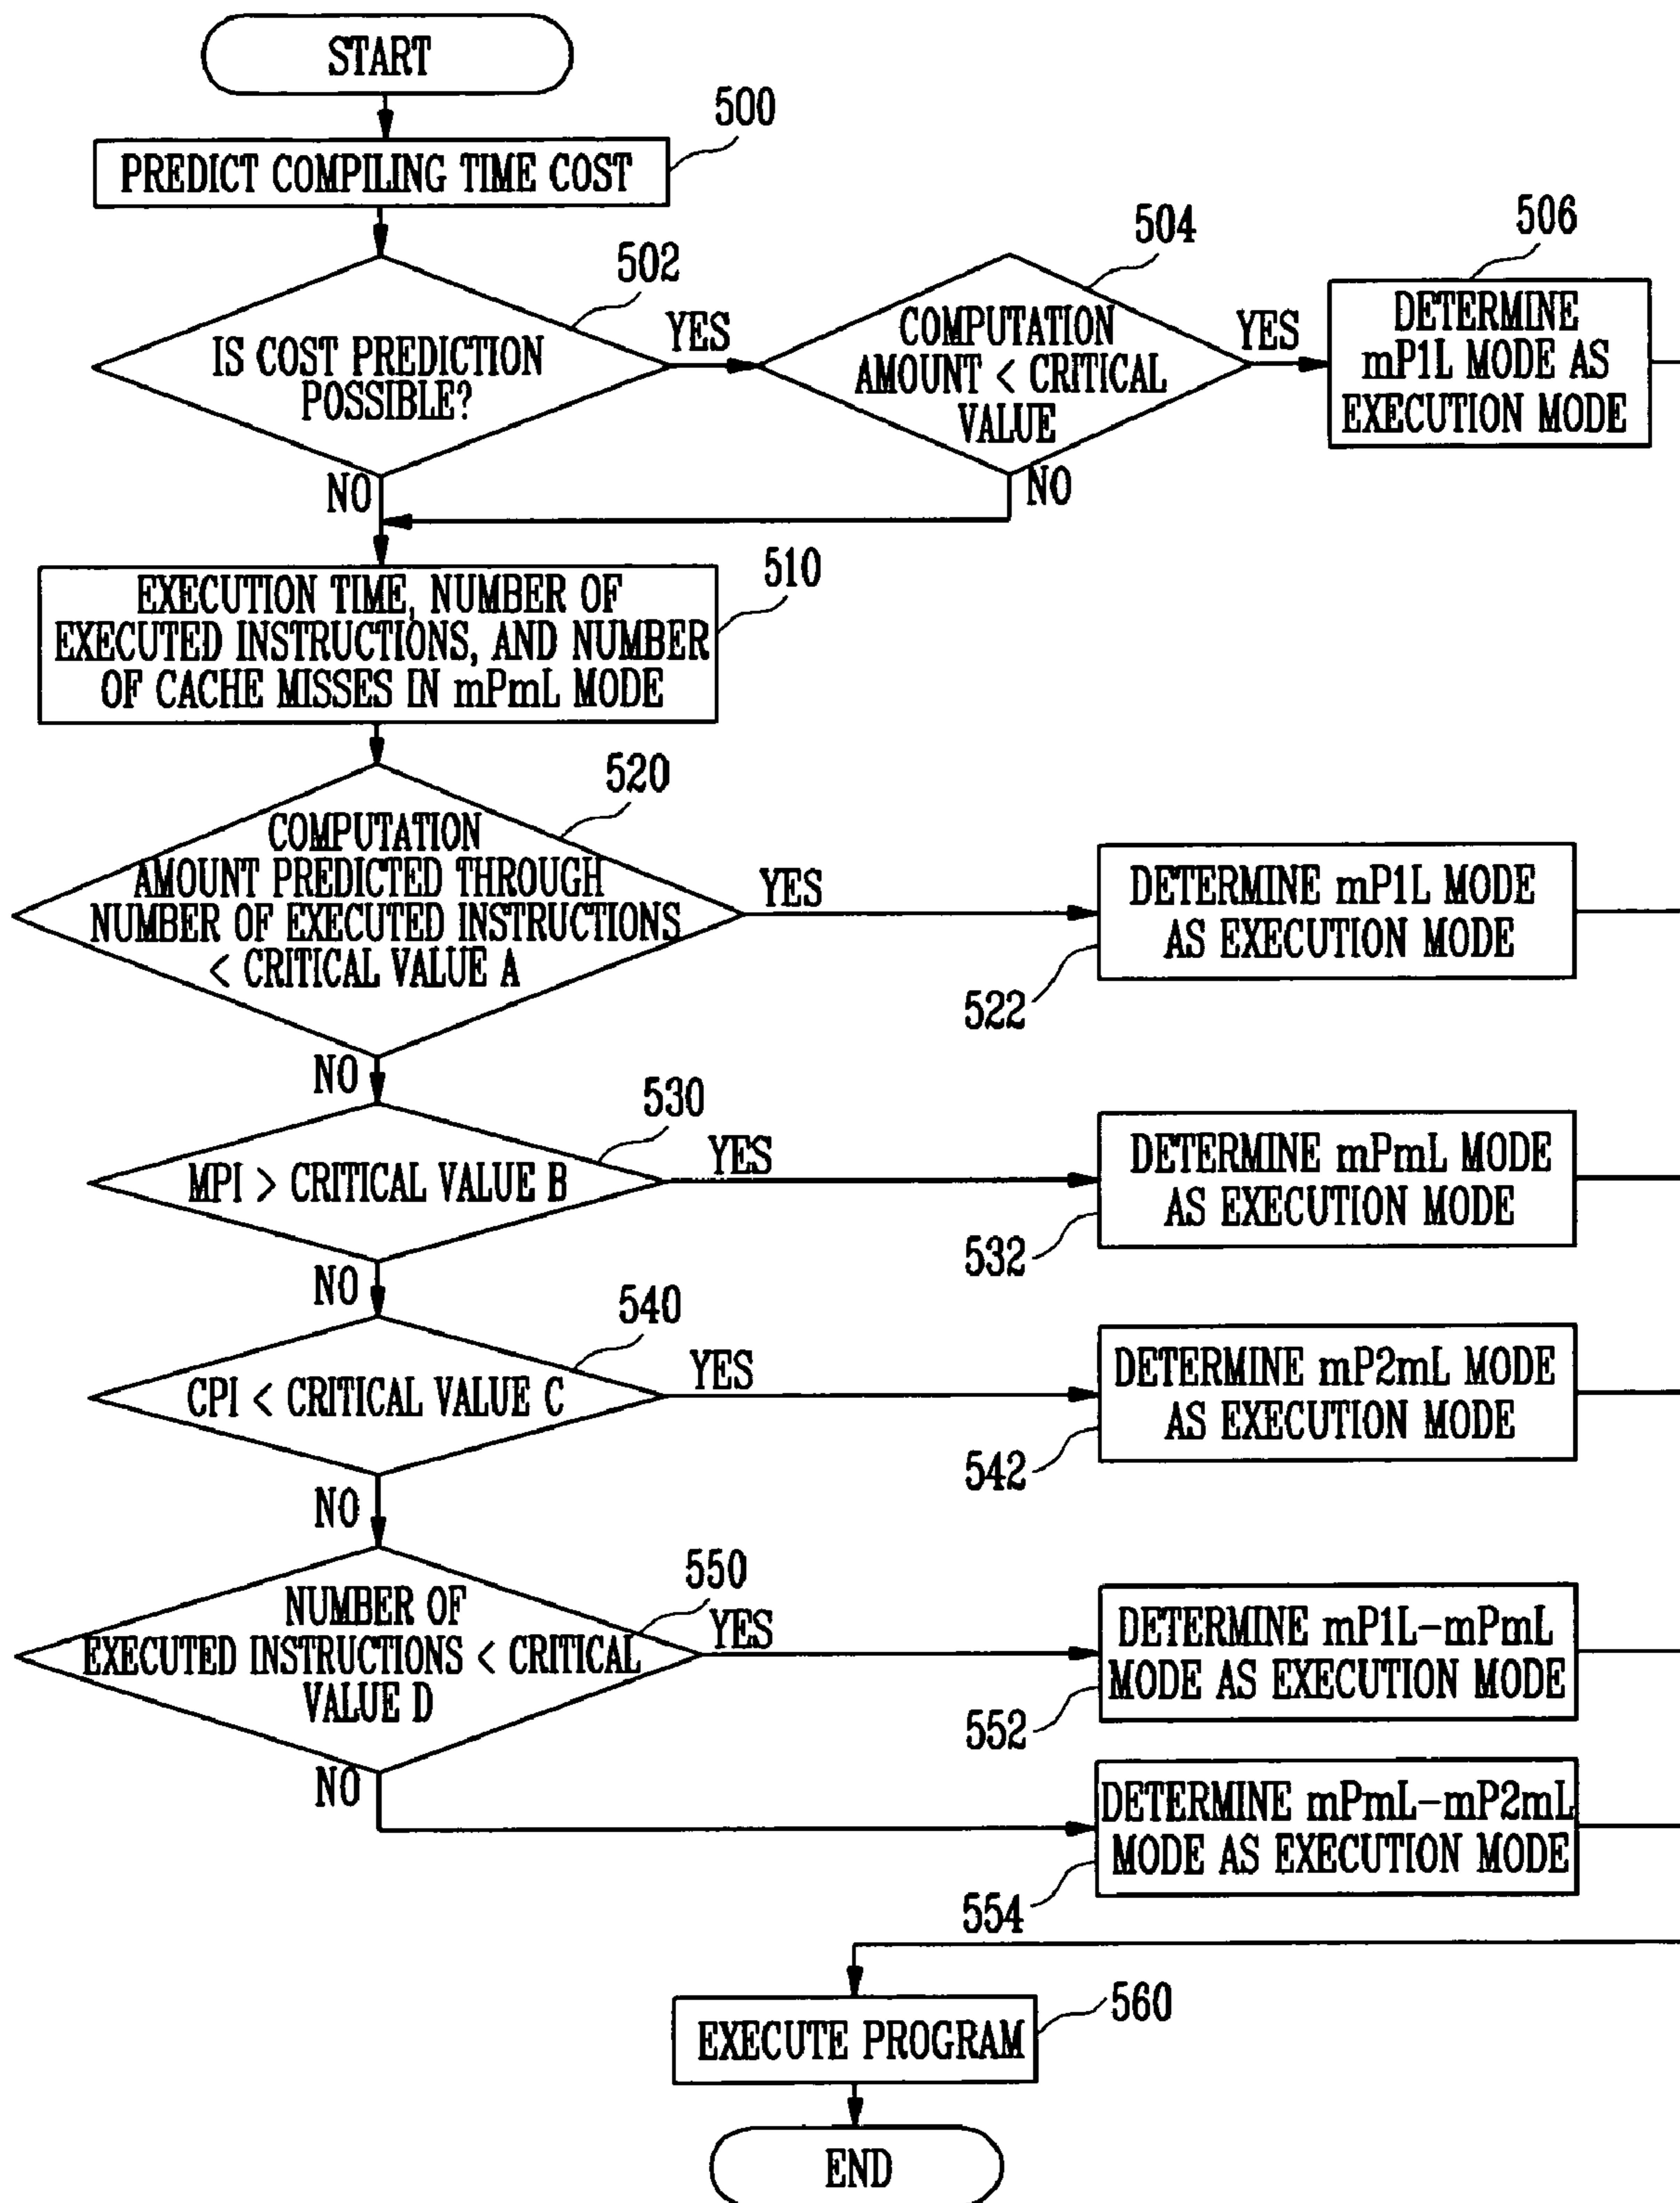 START
500
PREDICT COMPILING TIME COST
502
IS COST PREDICTION
POSSIBLE?
YES
NO
504
COMPUTATION
AMOUNT < CRITICAL
VALUE
YES
NO
506
DETERMINE
mP1L MODE AS
EXECUTION MODE
510
EXECUTION TIME, NUMBER OF
EXECUTED INSTRUCTIONS, AND NUMBER
OF CACHE MISSES IN mPmL MODE
520
COMPUTATION
AMOUNT PREDICTED THROUGH
NUMBER OF EXECUTED INSTRUCTIONS
< CRITICAL VALUE A
YES
NO
DETERMINE mP1L MODE
AS EXECUTION MODE
522
530
MPI > CRITICAL VALUE B
YES
NO
DETERMINE mPmL MODE
AS EXECUTION MODE
532
540
CPI < CRITICAL VALUE C
YES
NO
DETERMINE mP2mL MODE
AS EXECUTION MODE
542
550
NUMBER OF
EXECUTED INSTRUCTIONS < CRITICAL
VALUE D
YES
NO
DETERMINE mP1L-mPmL
MODE AS EXECUTION MODE
552
DETERMINE mPmL-mP2mL
MODE AS EXECUTION MODE
554
560
EXECUTE PROGRAM
END